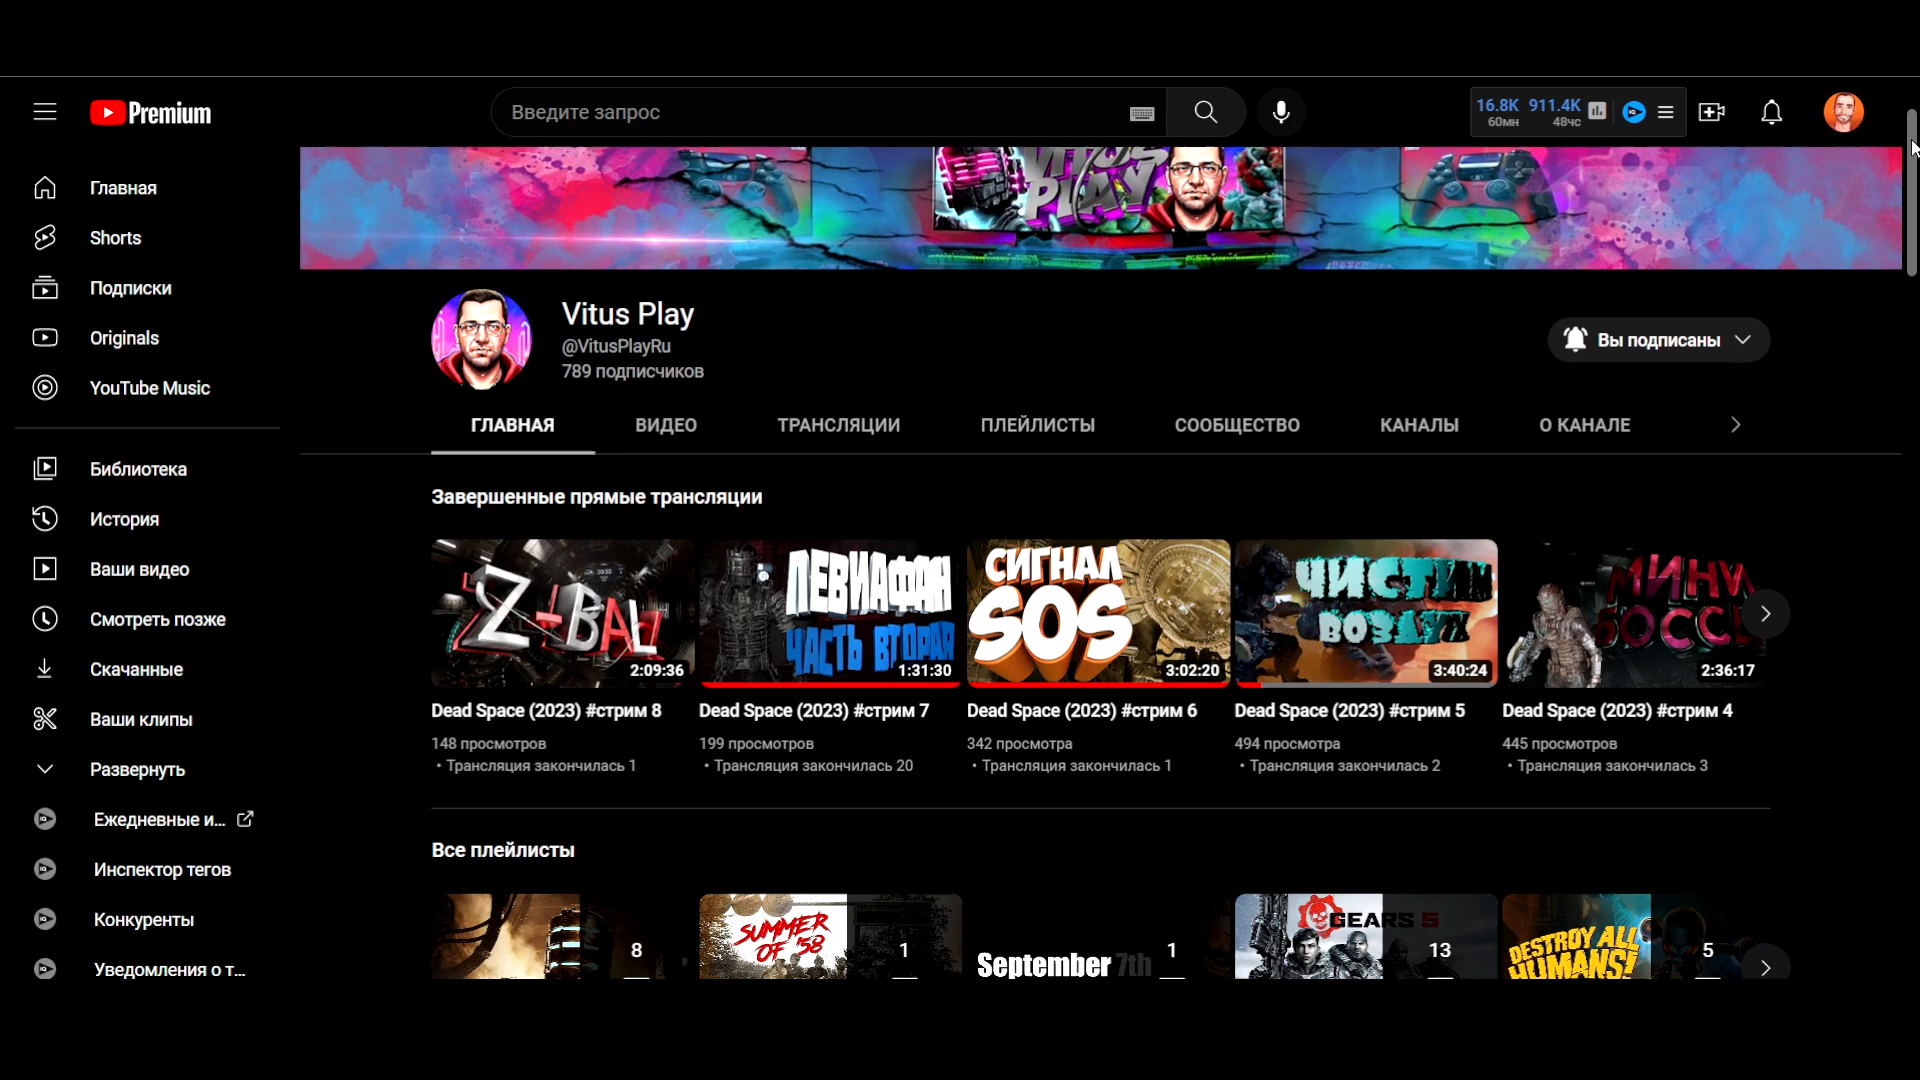 Premium
Введите запрос
16.8K 911.4K
60мн 48чс
Главная
Shorts
Подписки
Originals
YouTube Music
Библиотека
История
Ваши видео
Смотреть позже
Скачанные
Ваши клипы
Развернуть
Ежедневные и...
Инспектор тегов
Конкуренты
Уведомления о т...
VITUS
PLAY
Vitus Play
@VitusPlayRu
789 подписчиков
Вы подписаны
ГЛАВНАЯ ВИДЕО ТРАНСЛЯЦИИ ПЛЕЙЛИСТЫ СООБЩЕСТВО КАНАЛЫ О КАНАЛЕ
Завершенные прямые трансляции
Z-BAL
2:09:36
ЛЕВИАФАН
ЧАСТЬ ВТОРАЯ
1:31:30
СИГНАЛ
SOS
3:02:20
ЧИСТИМ
ВОЗДУХ
3:40:24
МИНИ
БОССЫ
2:36:17
Dead Space (2023) #стрим 8
148 просмотров
• Трансляция закончилась 1
Dead Space (2023) #стрим 7
199 просмотров
• Трансляция закончилась 20
Dead Space (2023) #стрим 6
342 просмотра
• Трансляция закончилась 1
Dead Space (2023) #стрим 5
494 просмотра
• Трансляция закончилась 2
Dead Space (2023) #стрим 4
445 просмотров
• Трансляция закончилась 3
Все плейлисты
8
SUMMER
OF '58
1
September 7th
1
GEARS 5
13
DESTROY ALL
HUMANS!
5